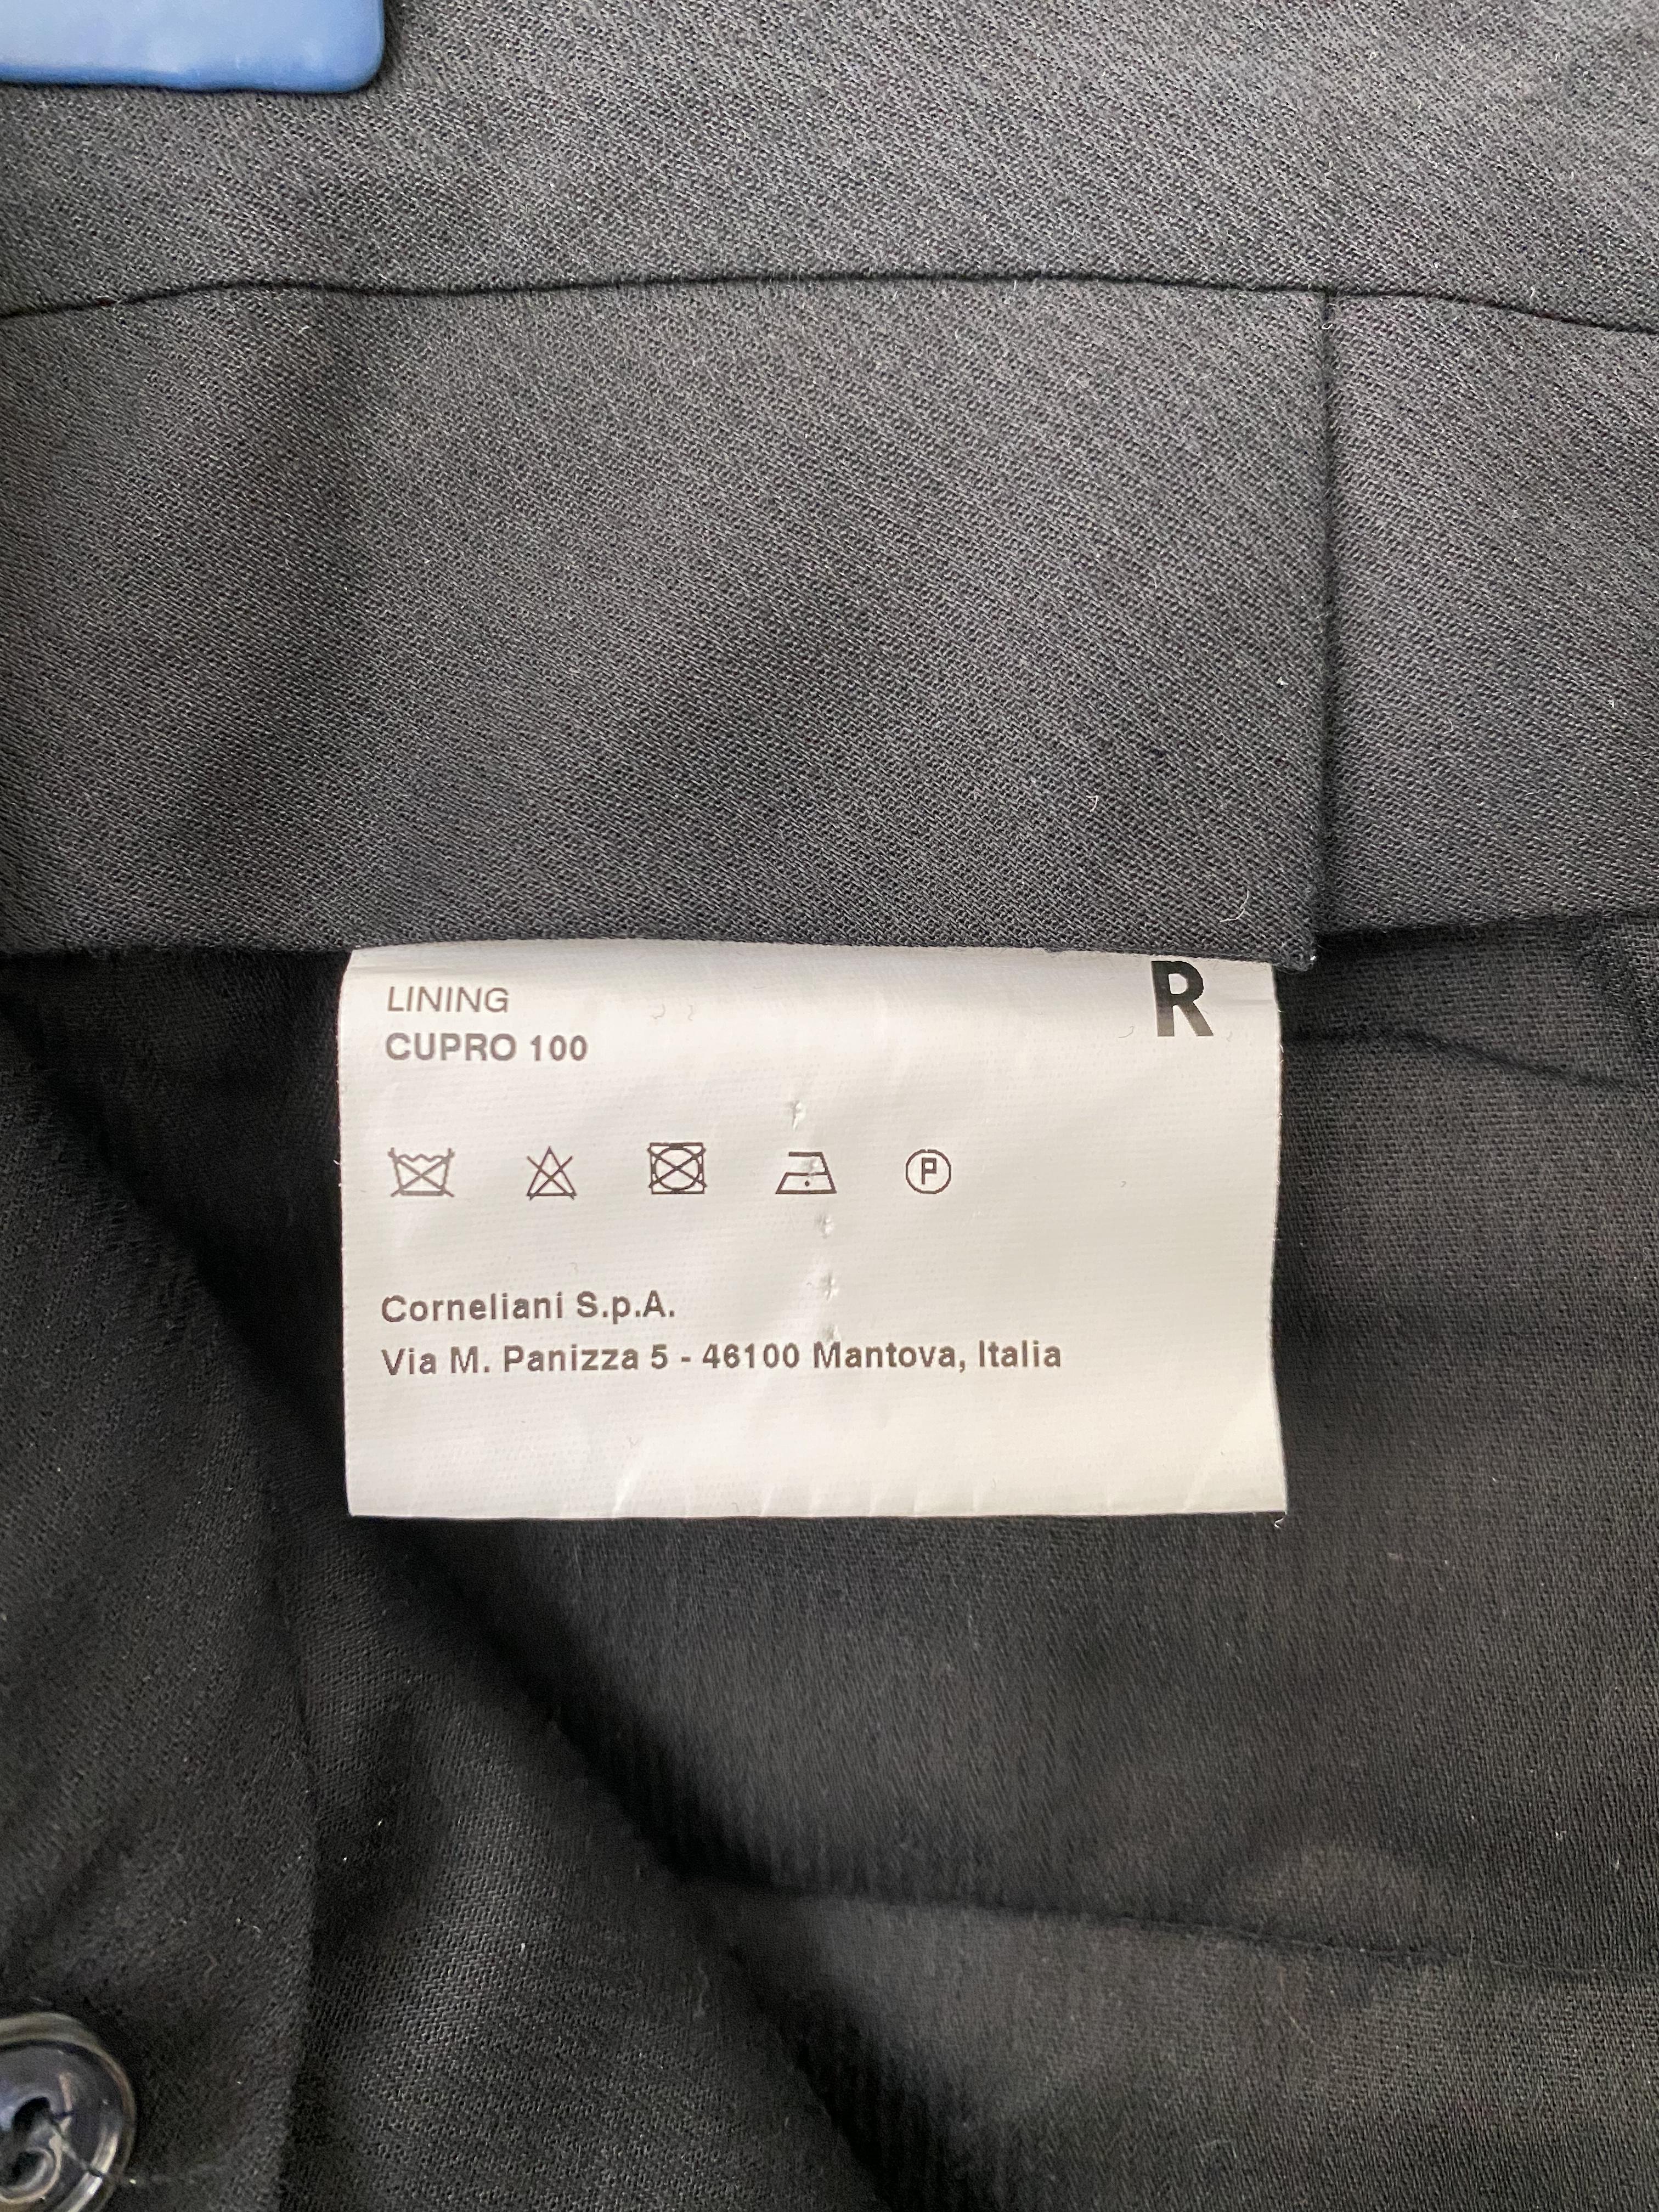 LINING R
CUPRO 100
P
Corneliani S.p.A.
Via M. Panizza 5 - 46100 Mantova, Italia